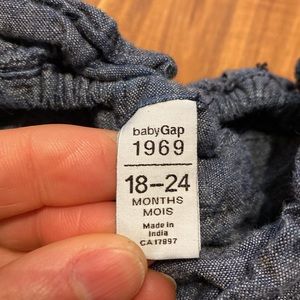 babyGap
1969
18–24
MONTHS
MOIS
Made in
India
CA17897